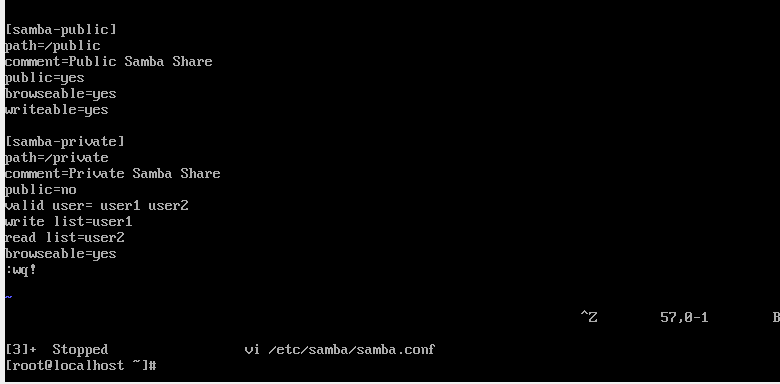 [samba-public]
path=/public
comment=Public Samba Share
public=yes
browseable=yes
writeable=yes
[samba-private]
path=/private
comment=Private Samba Share
public=no
valid user= user1 user2
write list=user1
read list=user2
browseable=yes
:wq!
~
^Z 57,0-1 B
[3]+ Stopped vi /etc/samba/samba.conf
[root@localhost ~]#